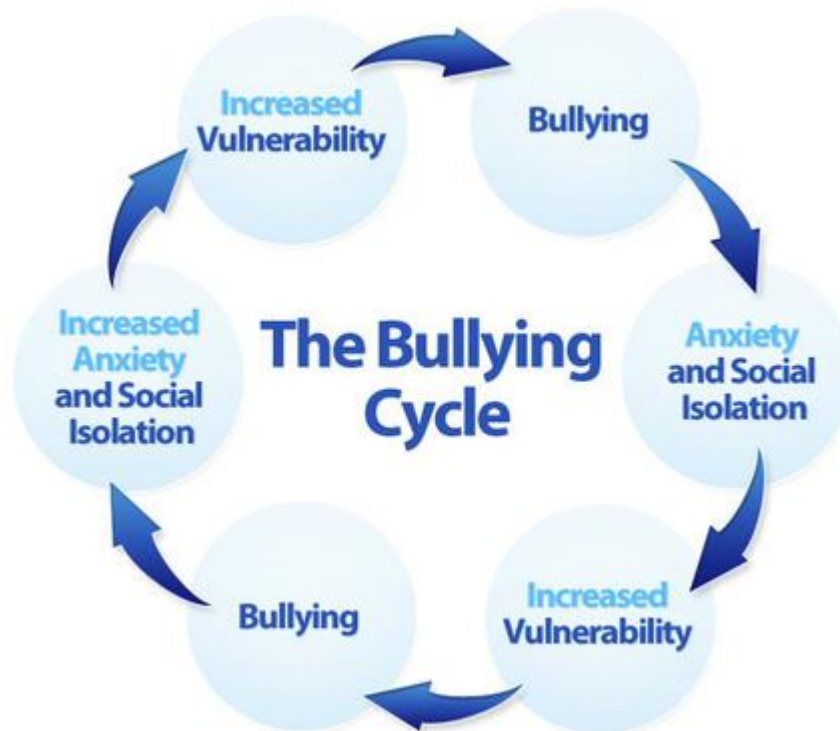 The Bullying
Cycle
Bullying
Anxiety
and Social
Isolation
Increased
Vulnerability
Bullying
Increased
Anxiety
and Social
Isolation
Increased
Vulnerability